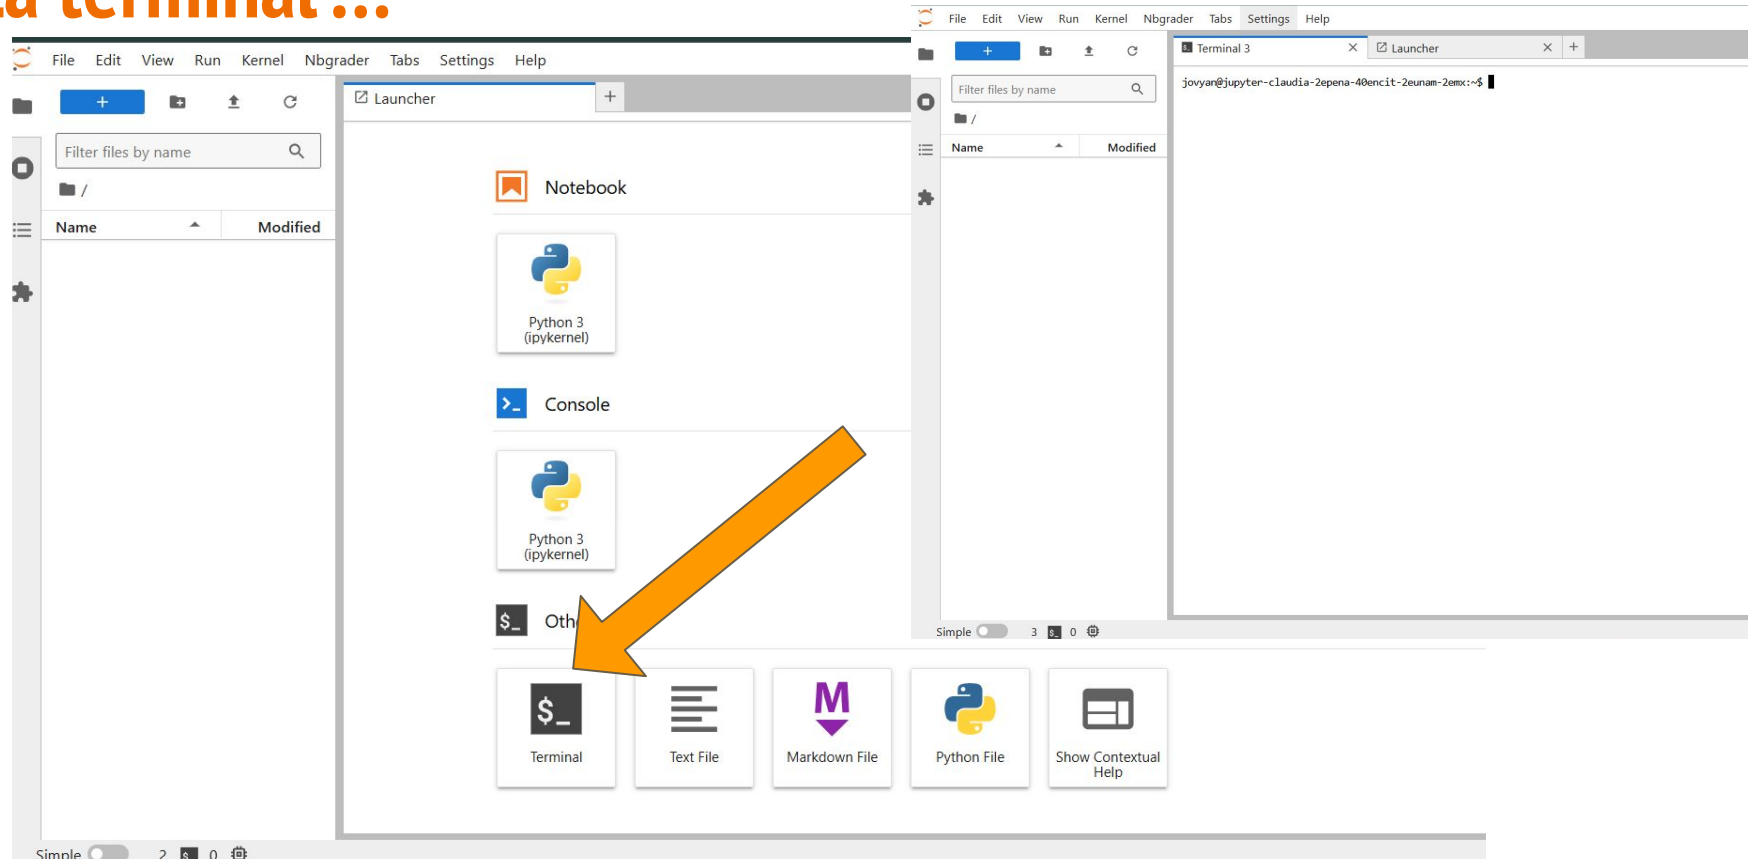 la terminal ...
File Edit View Run Kernel Nbgrader Tabs Settings Help
+
Launcher +
Filter files by name
/
Name Modified
Notebook
Python 3
(ipykernel)
Console
Python 3
(ipykernel)
$_
Terminal
Text File
M
Markdown File
Python File
Show Contextual
Help
Simple 2 $_ 0
File Edit View Run Kernel Nbgrader Tabs Settings Help
+
Terminal 3 × Launcher × +
Filter files by name
/
Name Modified
jovyan@jupyter-claudia-2epena-40encit-2eunam-2emx:~$
Simple 3 $_ 0